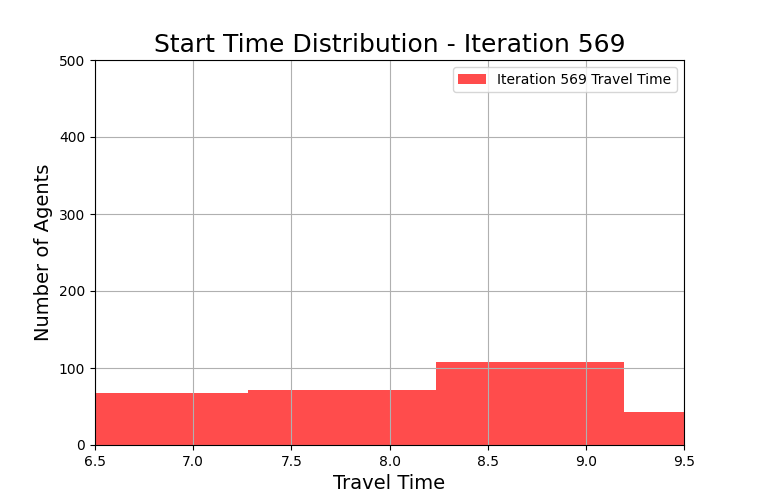 Start Time Distribution - Iteration 569
Iteration 569 Travel Time
Number of Agents
500
400
300
200
100
0
6.5 7.0 7.5 8.0 8.5 9.0 9.5
Travel Time